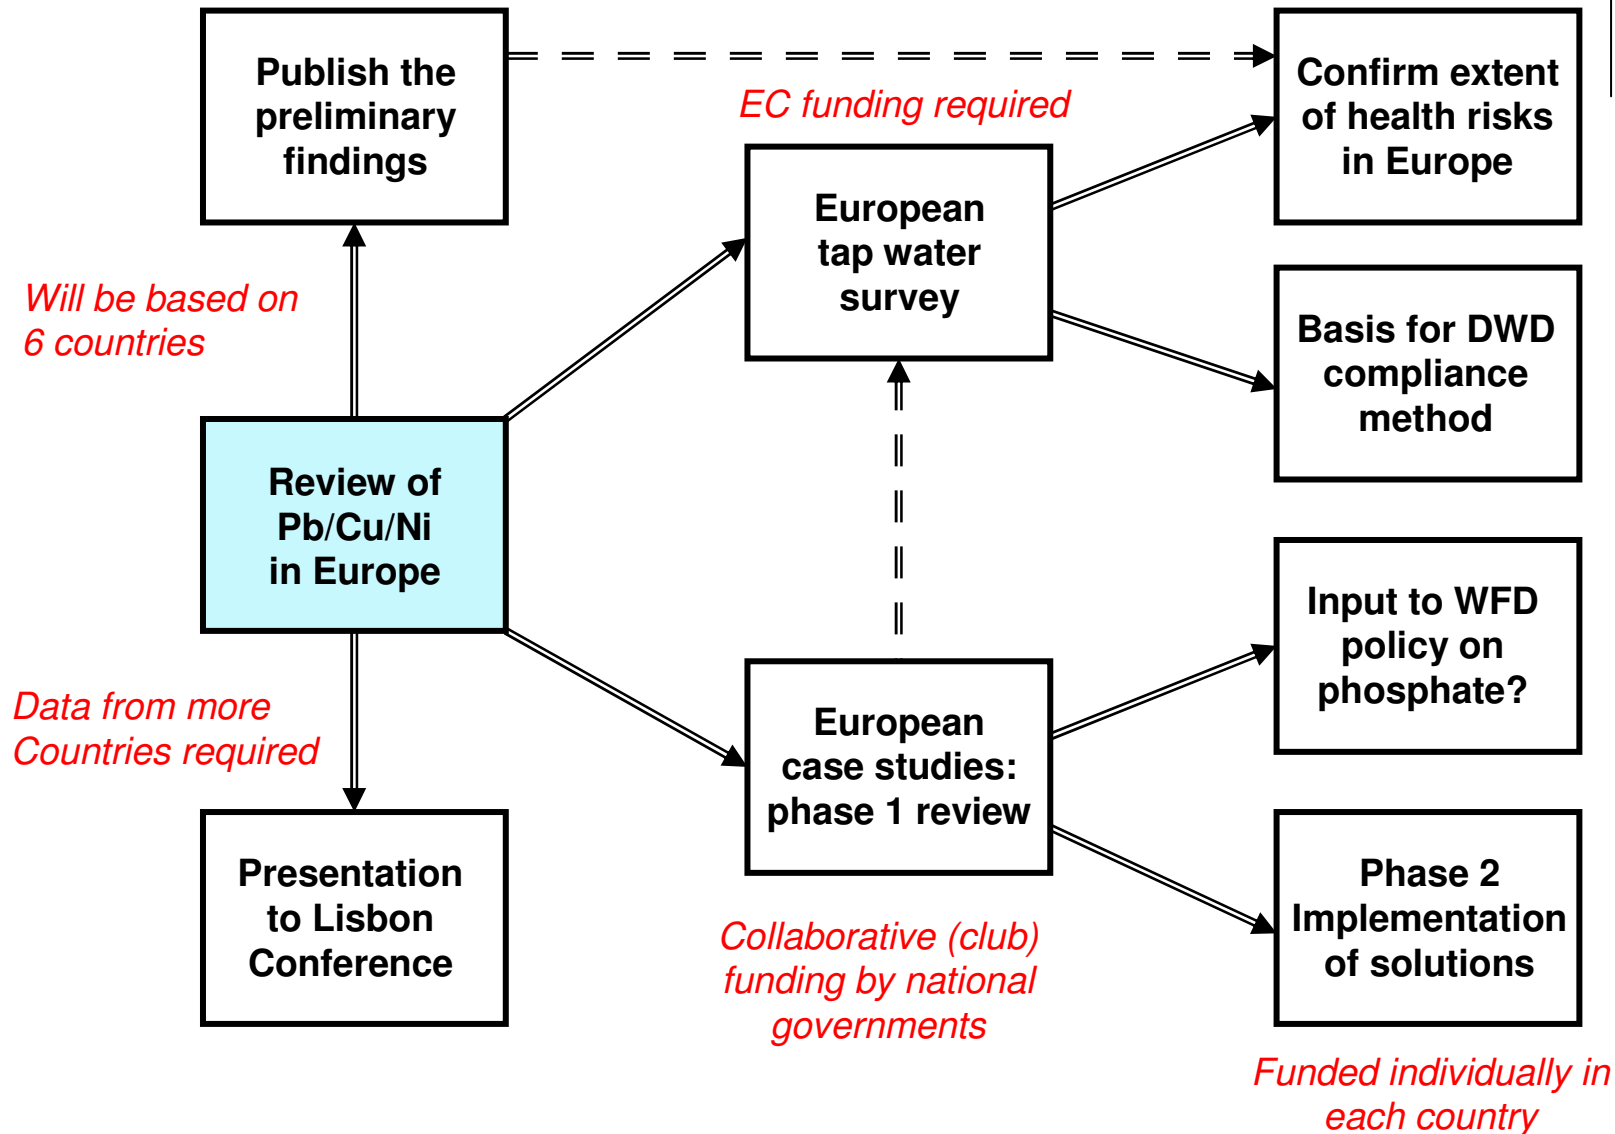 Publish the
preliminary
findings
EC funding required
Confirm extent
of health risks
in Europe
European
tap water
survey
Will be based on
6 countries
Basis for DWD
compliance
method
Review of
Pb/Cu/Ni
in Europe
Input to WFD
policy on
phosphate?
Data from more
Countries required
European
case studies:
phase 1 review
Presentation
to Lisbon
Conference
Phase 2
Implementation
of solutions
Collaborative (club)
funding by national
governments
Funded individually in
each country